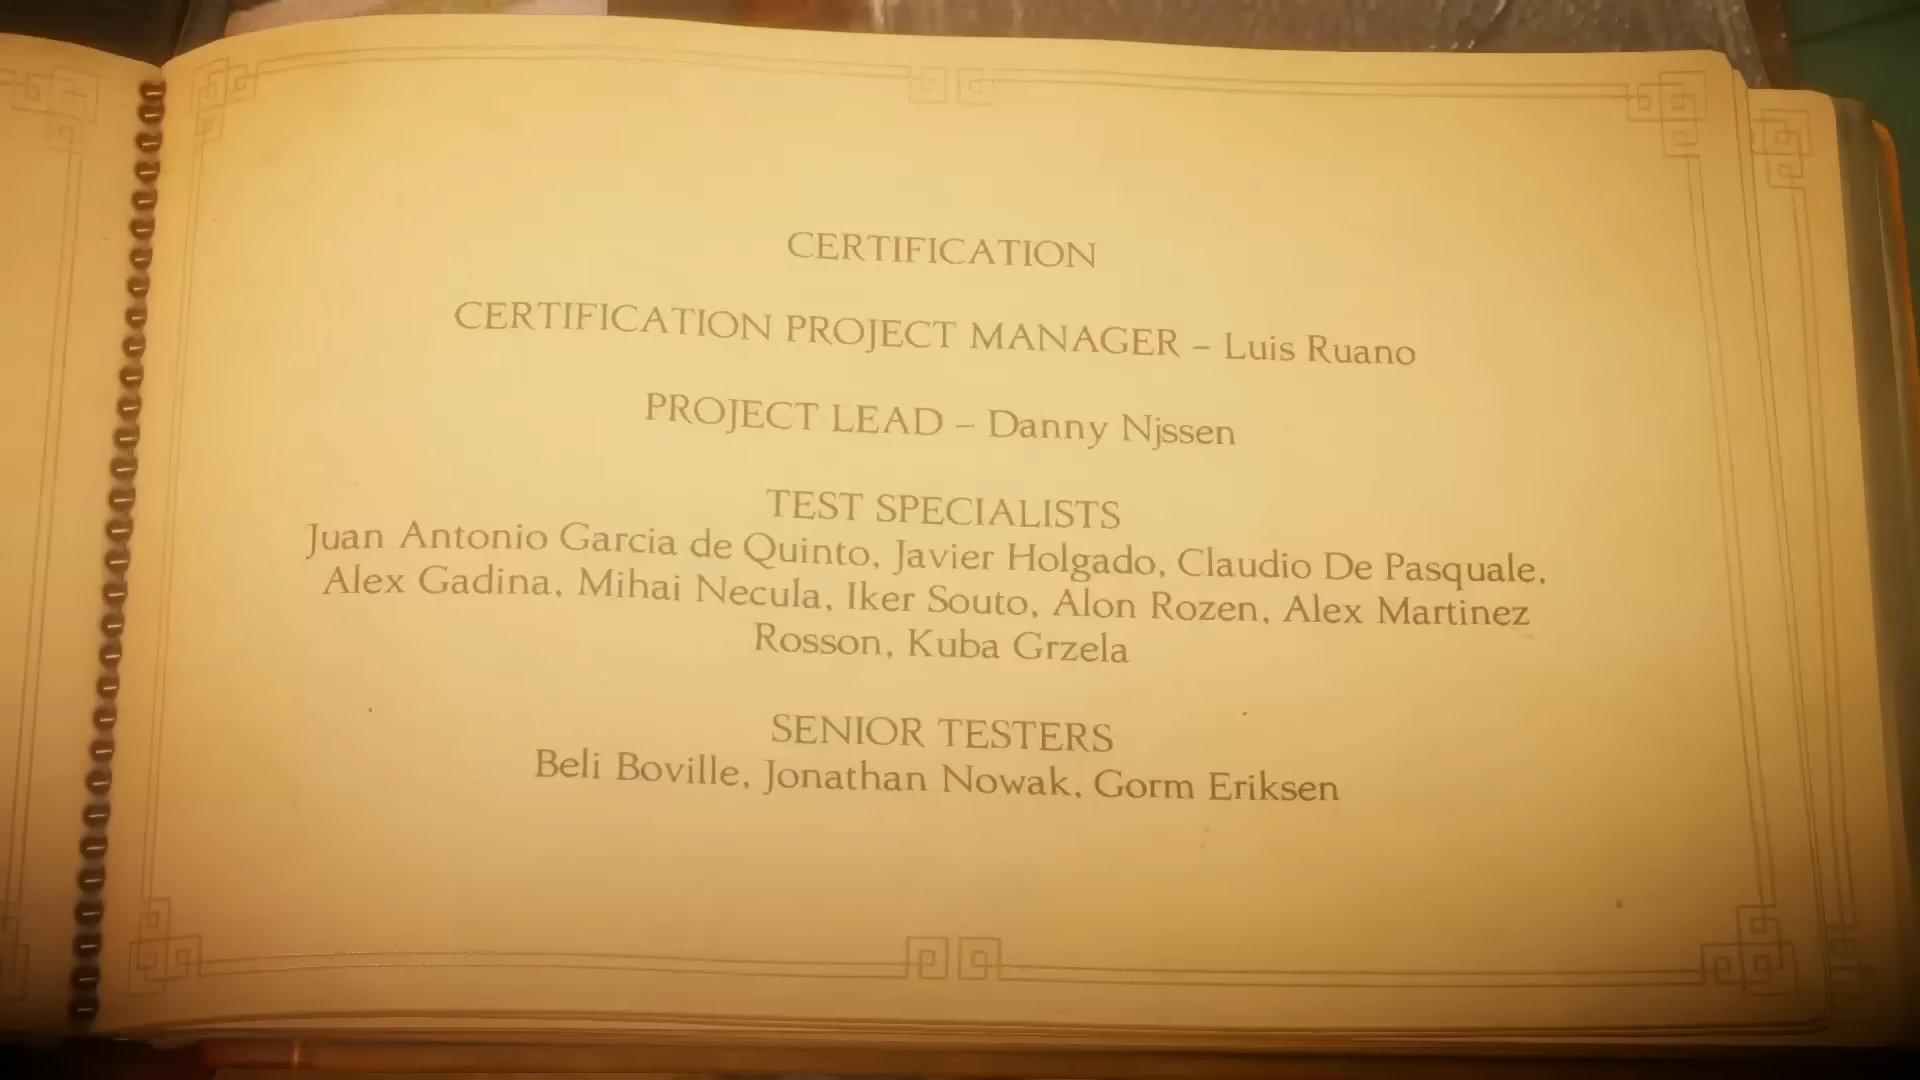 CERTIFICATION
CERTIFICATION PROJECT MANAGER – Luis Ruano
PROJECT LEAD – Danny Njssen
TEST SPECIALISTS
Juan Antonio Garcia de Quinto, Javier Holgado, Claudio De Pasquale,
Alex Gadina, Mihai Necula, Iker Souto, Alon Rozen, Alex Martinez
Rosson, Kuba Grzela
SENIOR TESTERS
Beli Boville, Jonathan Nowak, Gorm Eriksen